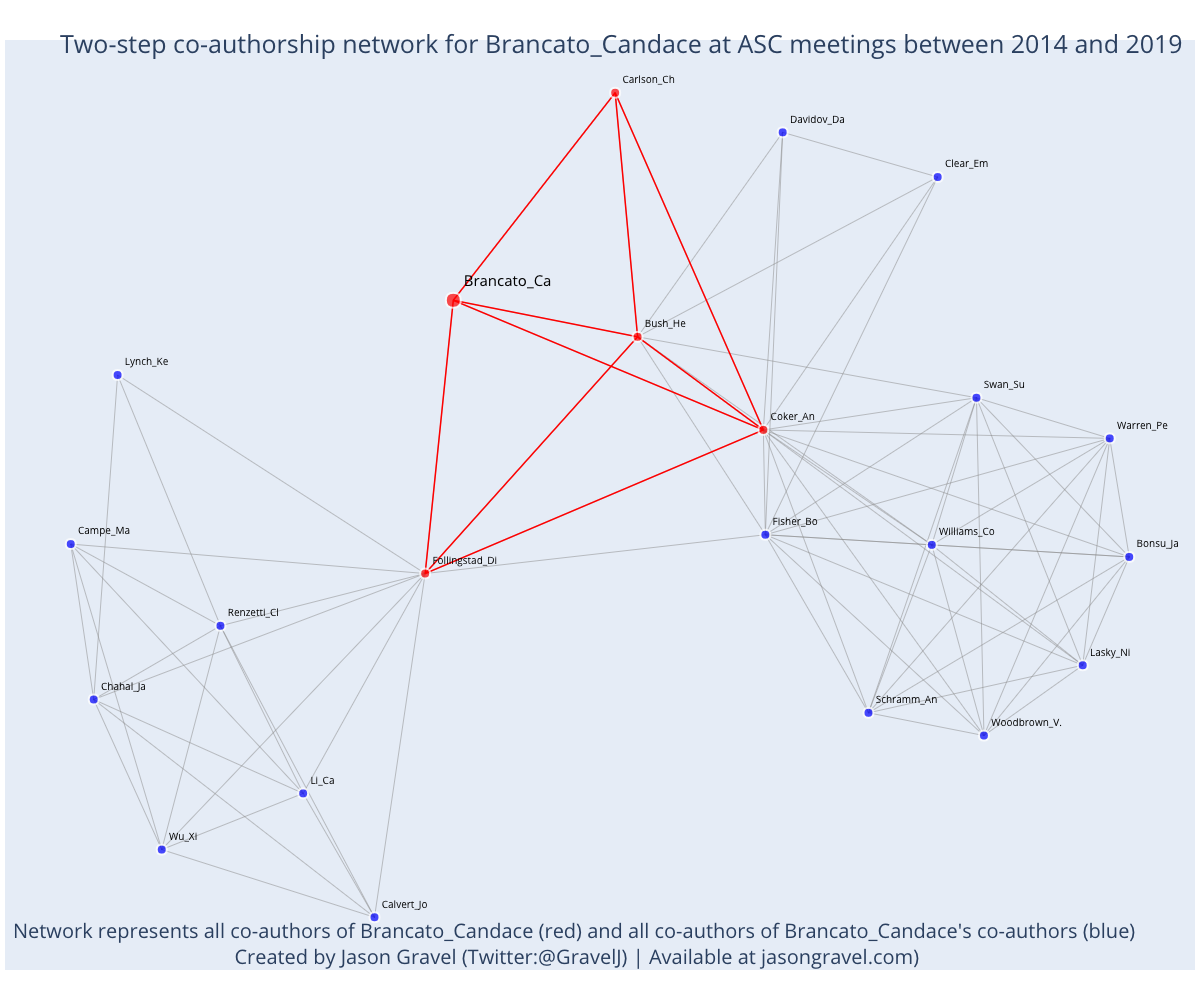 Two-step co-authorship network for Brancato_Candace at ASC meetings between 2014 and 2019
Carlson_Ch
Davidov_Da
Clear_Em
Brancato_Ca
Bush_He
Lynch_Ke
Swan_Su
Coker_An
Warren_Pe
Fisher_Bo
Campe_Ma
Williams_Co
Bonsu_Ja
Follingstad_Di
Renzetti_Cl
Lasky_Ni
Chahal_Ja
Schramm_An
Woodbrown_V.
Li_Ca
Wu_Xi
Calvert_Jo
Network represents all co-authors of Brancato_Candace (red) and all co-authors of Brancato_Candace's co-authors (blue)
Created by Jason Gravel (Twitter:@GravelJ) | Available at jasongravel.com)